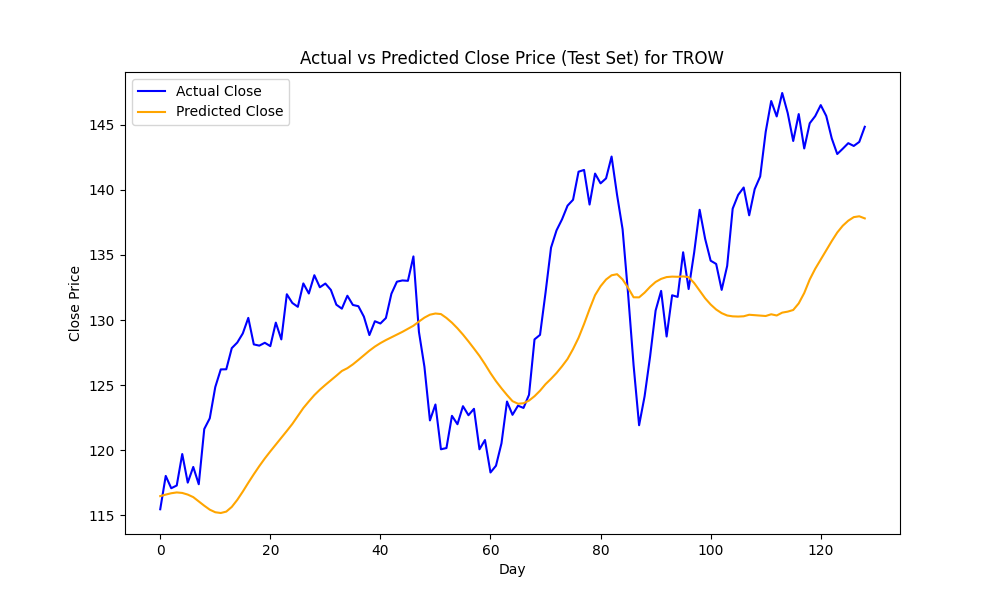 Actual vs Predicted Close Price (Test Set) for TROW
Actual Close
Predicted Close
Close Price
145
140
135
130
125
120
115
0 20 40 60 80 100 120
Day